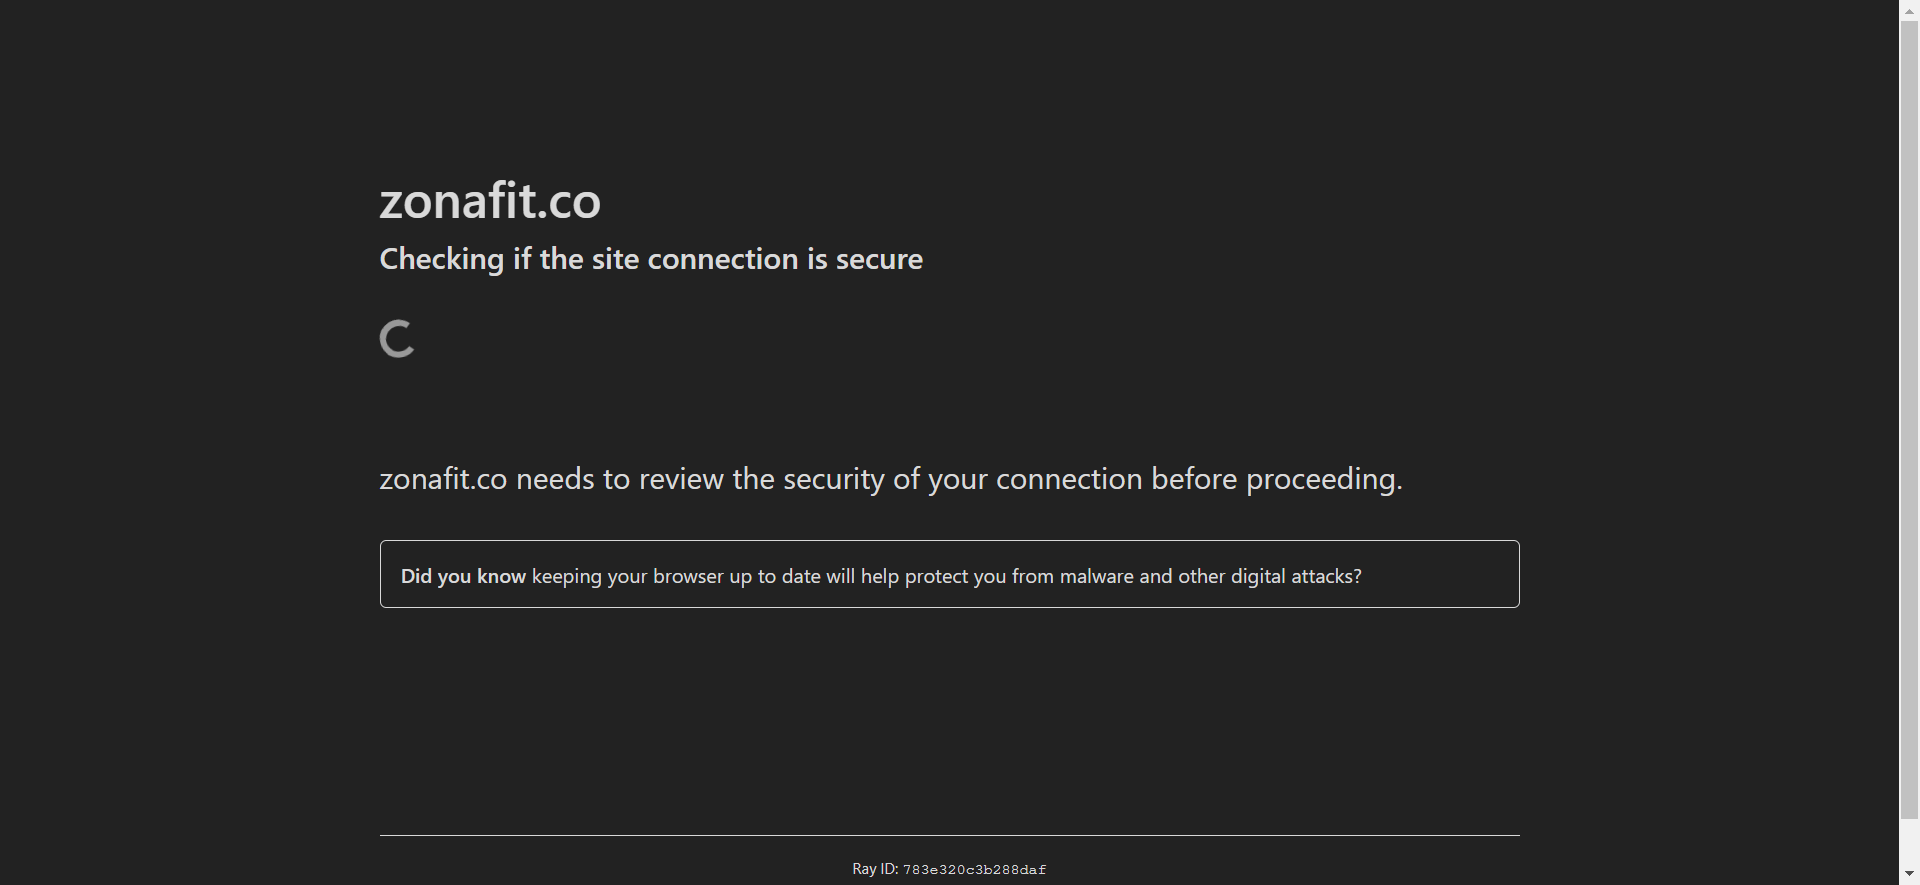 zonafit.co
Checking if the site connection is secure
zonafit.co needs to review the security of your connection before proceeding.
Did you know keeping your browser up to date will help protect you from malware and other digital attacks?
Ray ID: 783e320c3b288daf